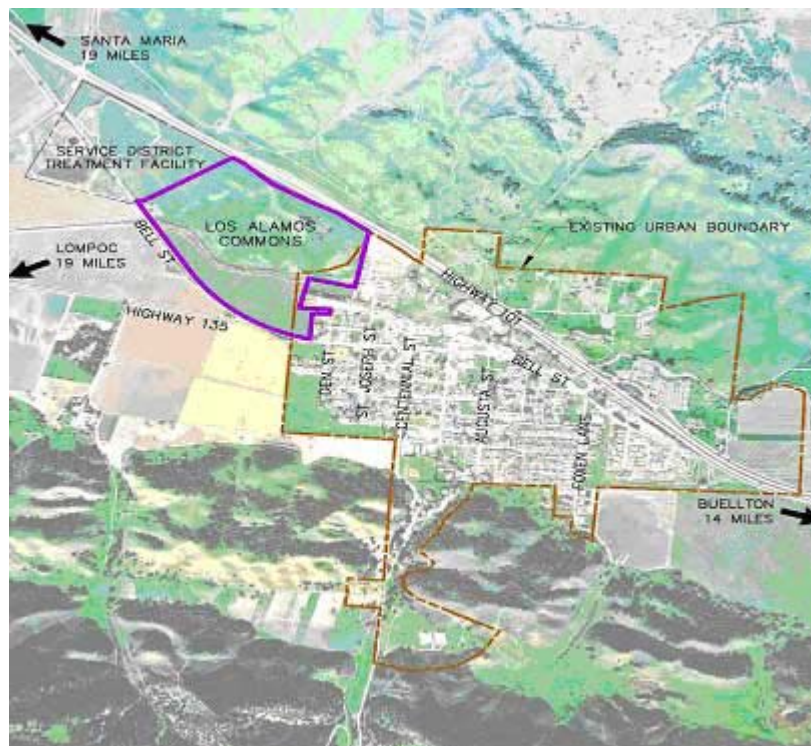 SANTA MARIA
19 MILES
SERVICE DISTRICT
TREATMENT FACILITY
LOS ALAMOS
COMMONS
BELL ST
EXISTING URBAN BOUNDARY
LOMPOC
19 MILES
HIGHWAY 101
HIGHWAY 135
BELL ST
DEN ST
ST JOSEPH ST
CENTENNIAL ST
AUGUSTA ST
FOXEN LANE
BUELLTON
14 MILES